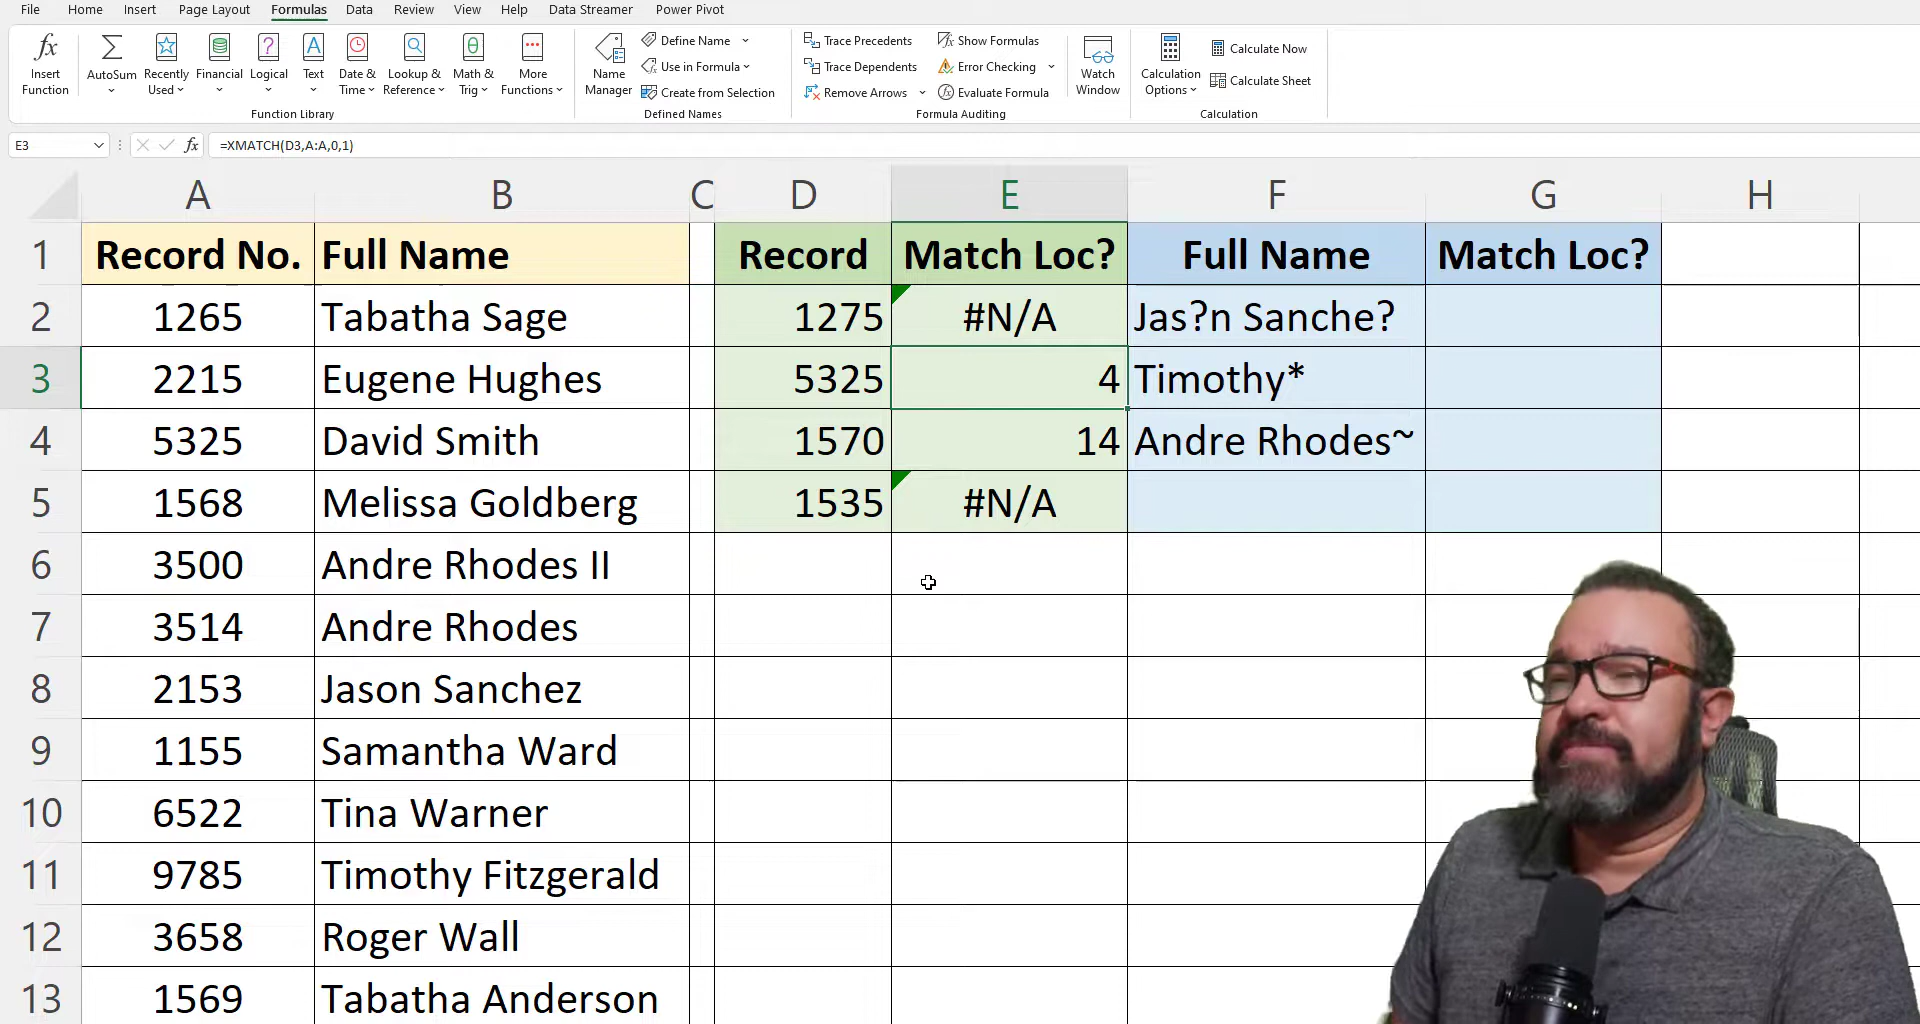 File Home Insert Page Layout Formulas Data Review View Help Data Streamer Power Pivot
Insert Function
AutoSum
Recently Used
Financial
Logical
Text
Date & Time
Lookup & Reference
Math & Trig
More Functions
Function Library
Name Manager
Define Name
Use in Formula
Create from Selection
Defined Names
Trace Precedents
Trace Dependents
Remove Arrows
Show Formulas
Error Checking
Evaluate Formula
Formula Auditing
Watch Window
Calculation Options
Calculate Now
Calculate Sheet
Calculation
E3 fx =XMATCH(D3,A:A,0,1)
A B C D E F G H
1 Record No. Full Name Record Match Loc? Full Name Match Loc?
2 1265 Tabatha Sage 1275 #N/A Jas?n Sanche?
3 2215 Eugene Hughes 5325 4 Timothy*
4 5325 David Smith 1570 14 Andre Rhodes~
5 1568 Melissa Goldberg 1535 #N/A
6 3500 Andre Rhodes II
7 3514 Andre Rhodes
8 2153 Jason Sanchez
9 1155 Samantha Ward
10 6522 Tina Warner
11 9785 Timothy Fitzgerald
12 3658 Roger Wall
13 1569 Tabatha Anderson